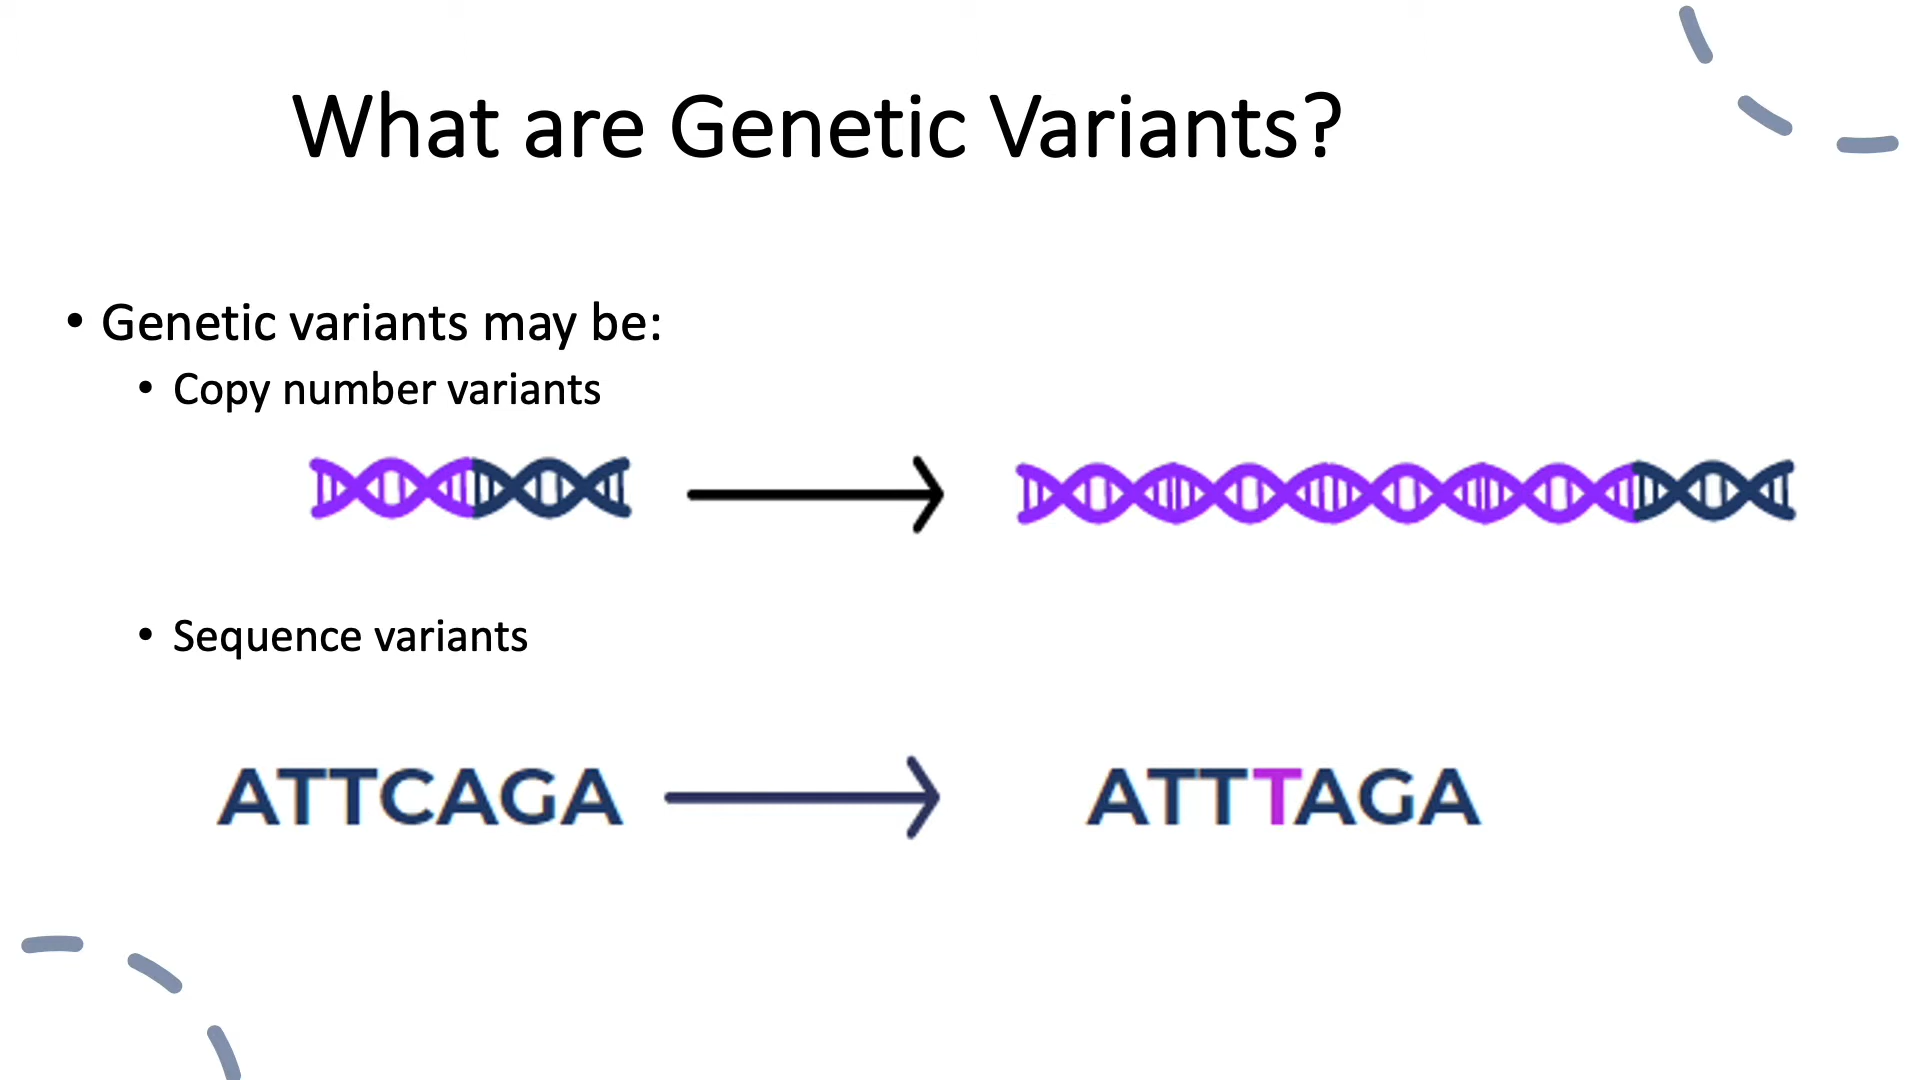 What are Genetic Variants?
• Genetic variants may be:
• Copy number variants
• Sequence variants
ATTCAGA
ATTTAGA